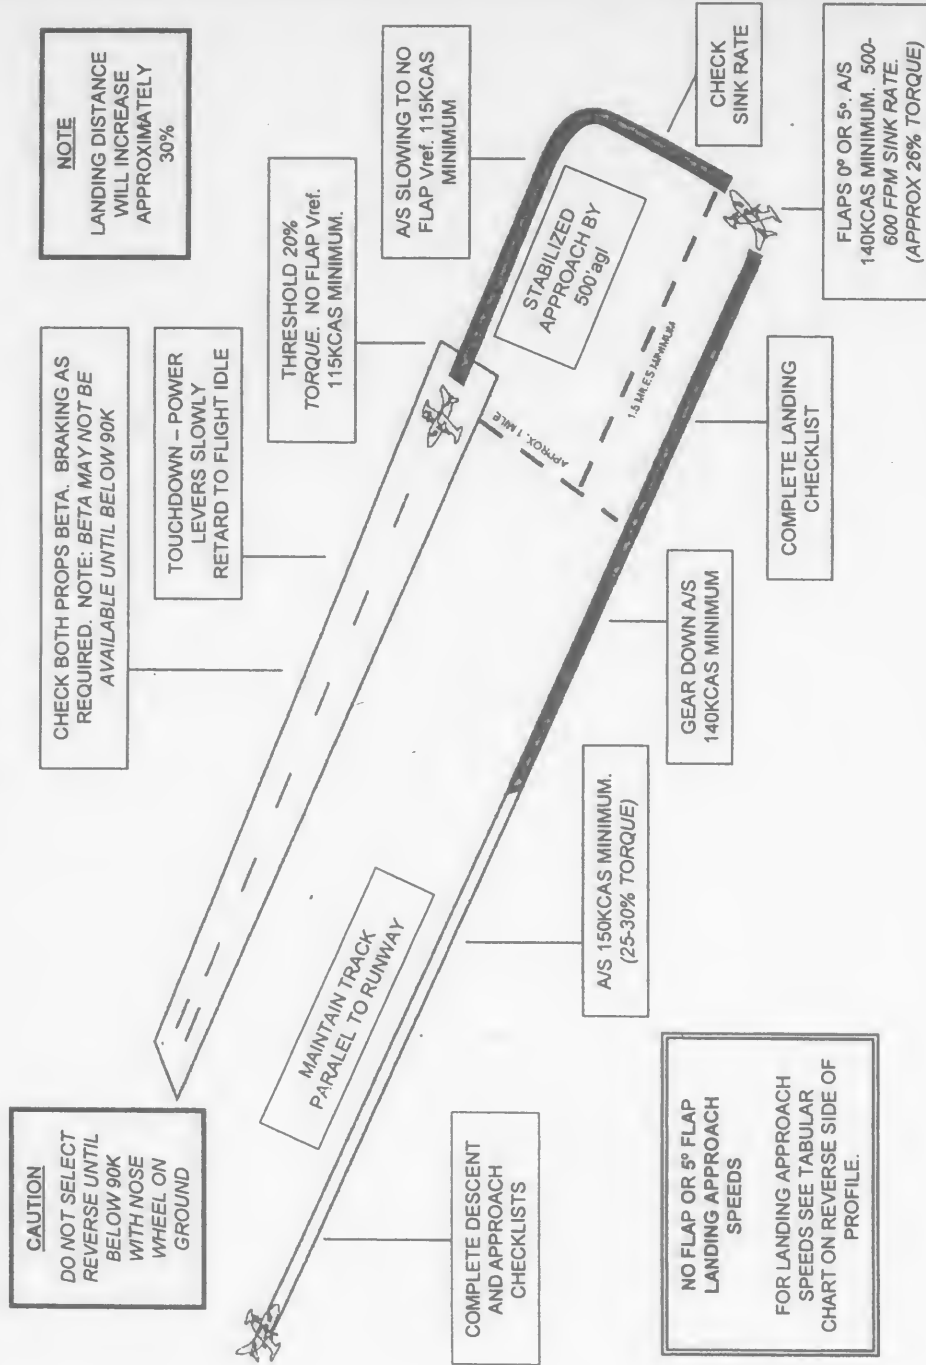 CAUTION
DO NOT SELECT
REVERSE UNTIL
BELOW 90K
WITH NOSE
WHEEL ON
GROUND
CHECK BOTH PROPS BETA. BRAKING AS
REQUIRED. NOTE: BETA MAY NOT BE
AVAILABLE UNTIL BELOW 90K
NOTE
LANDING DISTANCE
WILL INCREASE
APPROXIMATELY
30%
TOUCHDOWN – POWER
LEVERS SLOWLY
RETARD TO FLIGHT IDLE
THRESHOLD 20%
TORQUE. NO FLAP Vref.
115KCAS MINIMUM.
A/S SLOWING TO NO
FLAP Vref. 115KCAS
MINIMUM
MAINTAIN TRACK
PARALEL TO RUNWAY
STABILIZED
APPROACH BY
500'agl
APPROX. 1 MILE
1.5 MILES MINIMUM
CHECK
SINK RATE
COMPLETE DESCENT
AND APPROACH
CHECKLISTS
A/S 150KCAS MINIMUM.
(25-30% TORQUE)
GEAR DOWN A/S
140KCAS MINIMUM
COMPLETE LANDING
CHECKLIST
FLAPS 0º OR 5º. A/S
140KCAS MINIMUM. 500-
600 FPM SINK RATE.
(APPROX 26% TORQUE)
NO FLAP OR 5º FLAP
LANDING APPROACH
SPEEDS
FOR LANDING APPROACH
SPEEDS SEE TABULAR
CHART ON REVERSE SIDE OF
PROFILE.